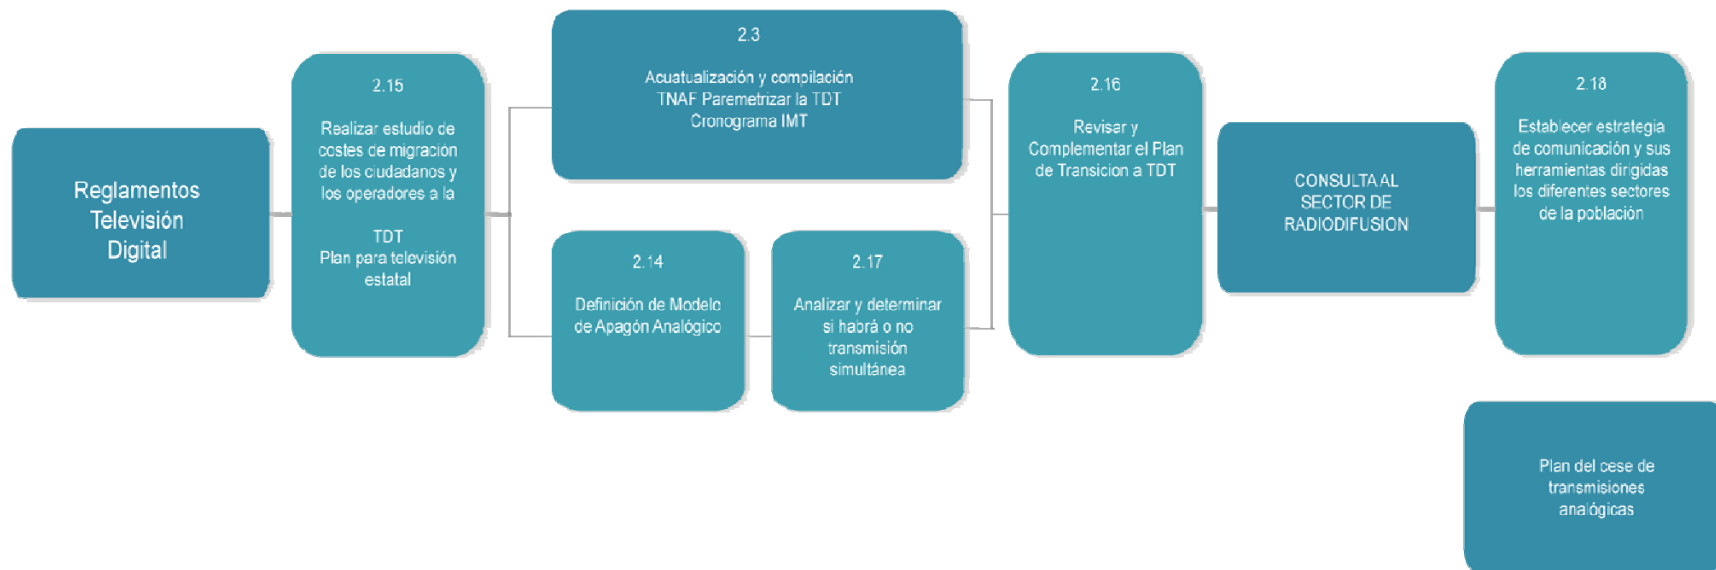 Reglamentos
Televisión
Digital
2.15
Realizar estudio de
costes de migración
de los ciudadanos y
los operadores a la
TDT
Plan para televisión
estatal
2.3
Acuatualización y compilación
TNAF Paremetrizar la TDT
Cronograma IMT
2.14
Definición de Modelo
de Apagón Analógico
2.17
Analizar y determinar
si habrá o no
transmisión
simultánea
2.16
Revisar y
Complementar el Plan
de Transicion a TDT
CONSULTA AL
SECTOR DE
RADIODIFUSION
2.18
Establecer estrategia
de comunicación y sus
herramientas dirigidas
los diferentes sectores
de la población
Plan del cese de
transmisiones
analógicas